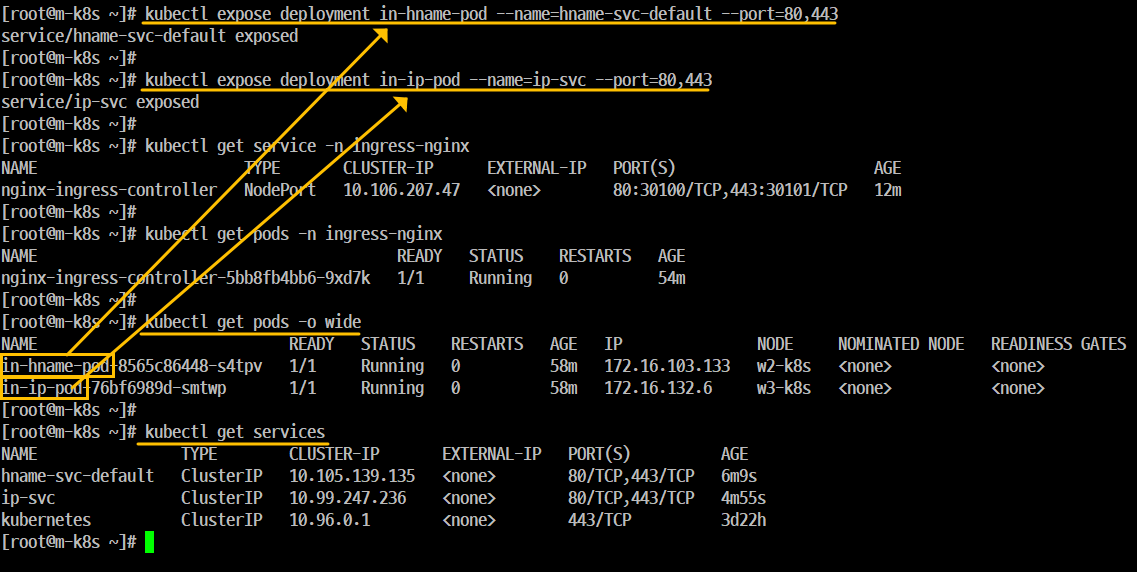 [root@m-k8s ~]# kubectl expose deployment in-hname-pod --name=hname-svc-default --port=80,443
service/hname-svc-default exposed
[root@m-k8s ~]#
[root@m-k8s ~]# kubectl expose deployment in-ip-pod --name=ip-svc --port=80,443
service/ip-svc exposed
[root@m-k8s ~]#
[root@m-k8s ~]# kubectl get service -n ingress-nginx
NAME TYPE CLUSTER-IP EXTERNAL-IP PORT(S) AGE
nginx-ingress-controller NodePort 10.106.207.47 <none> 80:30100/TCP,443:30101/TCP 12m
[root@m-k8s ~]#
[root@m-k8s ~]# kubectl get pods -n ingress-nginx
NAME READY STATUS RESTARTS AGE
nginx-ingress-controller-5bb8fb4bb6-9xd7k 1/1 Running 0 54m
[root@m-k8s ~]#
[root@m-k8s ~]# kubectl get pods -o wide
NAME READY STATUS RESTARTS AGE IP NODE NOMINATED NODE READINESS GATES
in-hname-pod-8565c86448-s4tpv 1/1 Running 0 58m 172.16.103.133 w2-k8s <none> <none>
in-ip-pod-76bf6989d-smtwp 1/1 Running 0 58m 172.16.132.6 w3-k8s <none> <none>
[root@m-k8s ~]#
[root@m-k8s ~]# kubectl get services
NAME TYPE CLUSTER-IP EXTERNAL-IP PORT(S) AGE
hname-svc-default ClusterIP 10.105.139.135 <none> 80/TCP,443/TCP 6m9s
ip-svc ClusterIP 10.99.247.236 <none> 80/TCP,443/TCP 4m55s
kubernetes ClusterIP 10.96.0.1 <none> 443/TCP 3d22h
[root@m-k8s ~]#